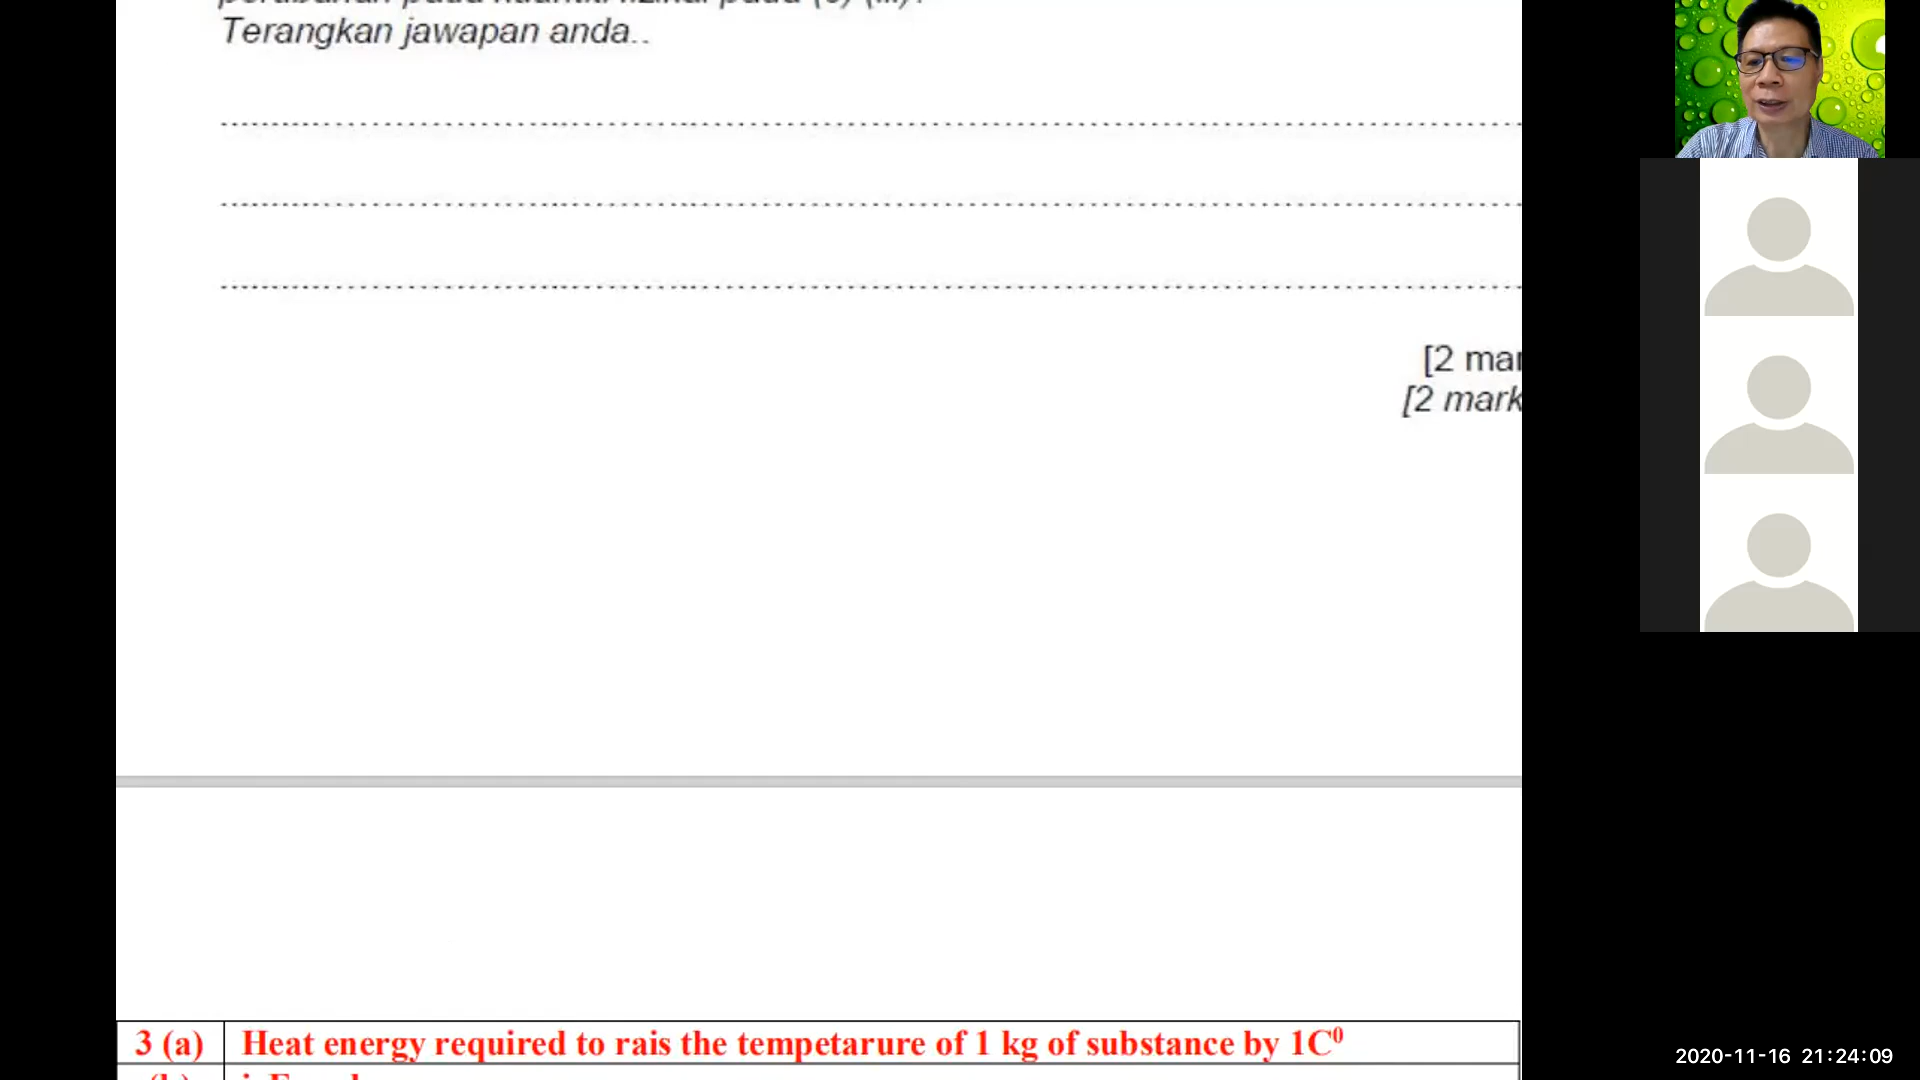 Terangkan jawapan anda..
[2 mar
[2 mark
3 (a) Heat energy required to rais the tempetarure of 1 kg of substance by 1C⁰
2020-11-16 21:24:09